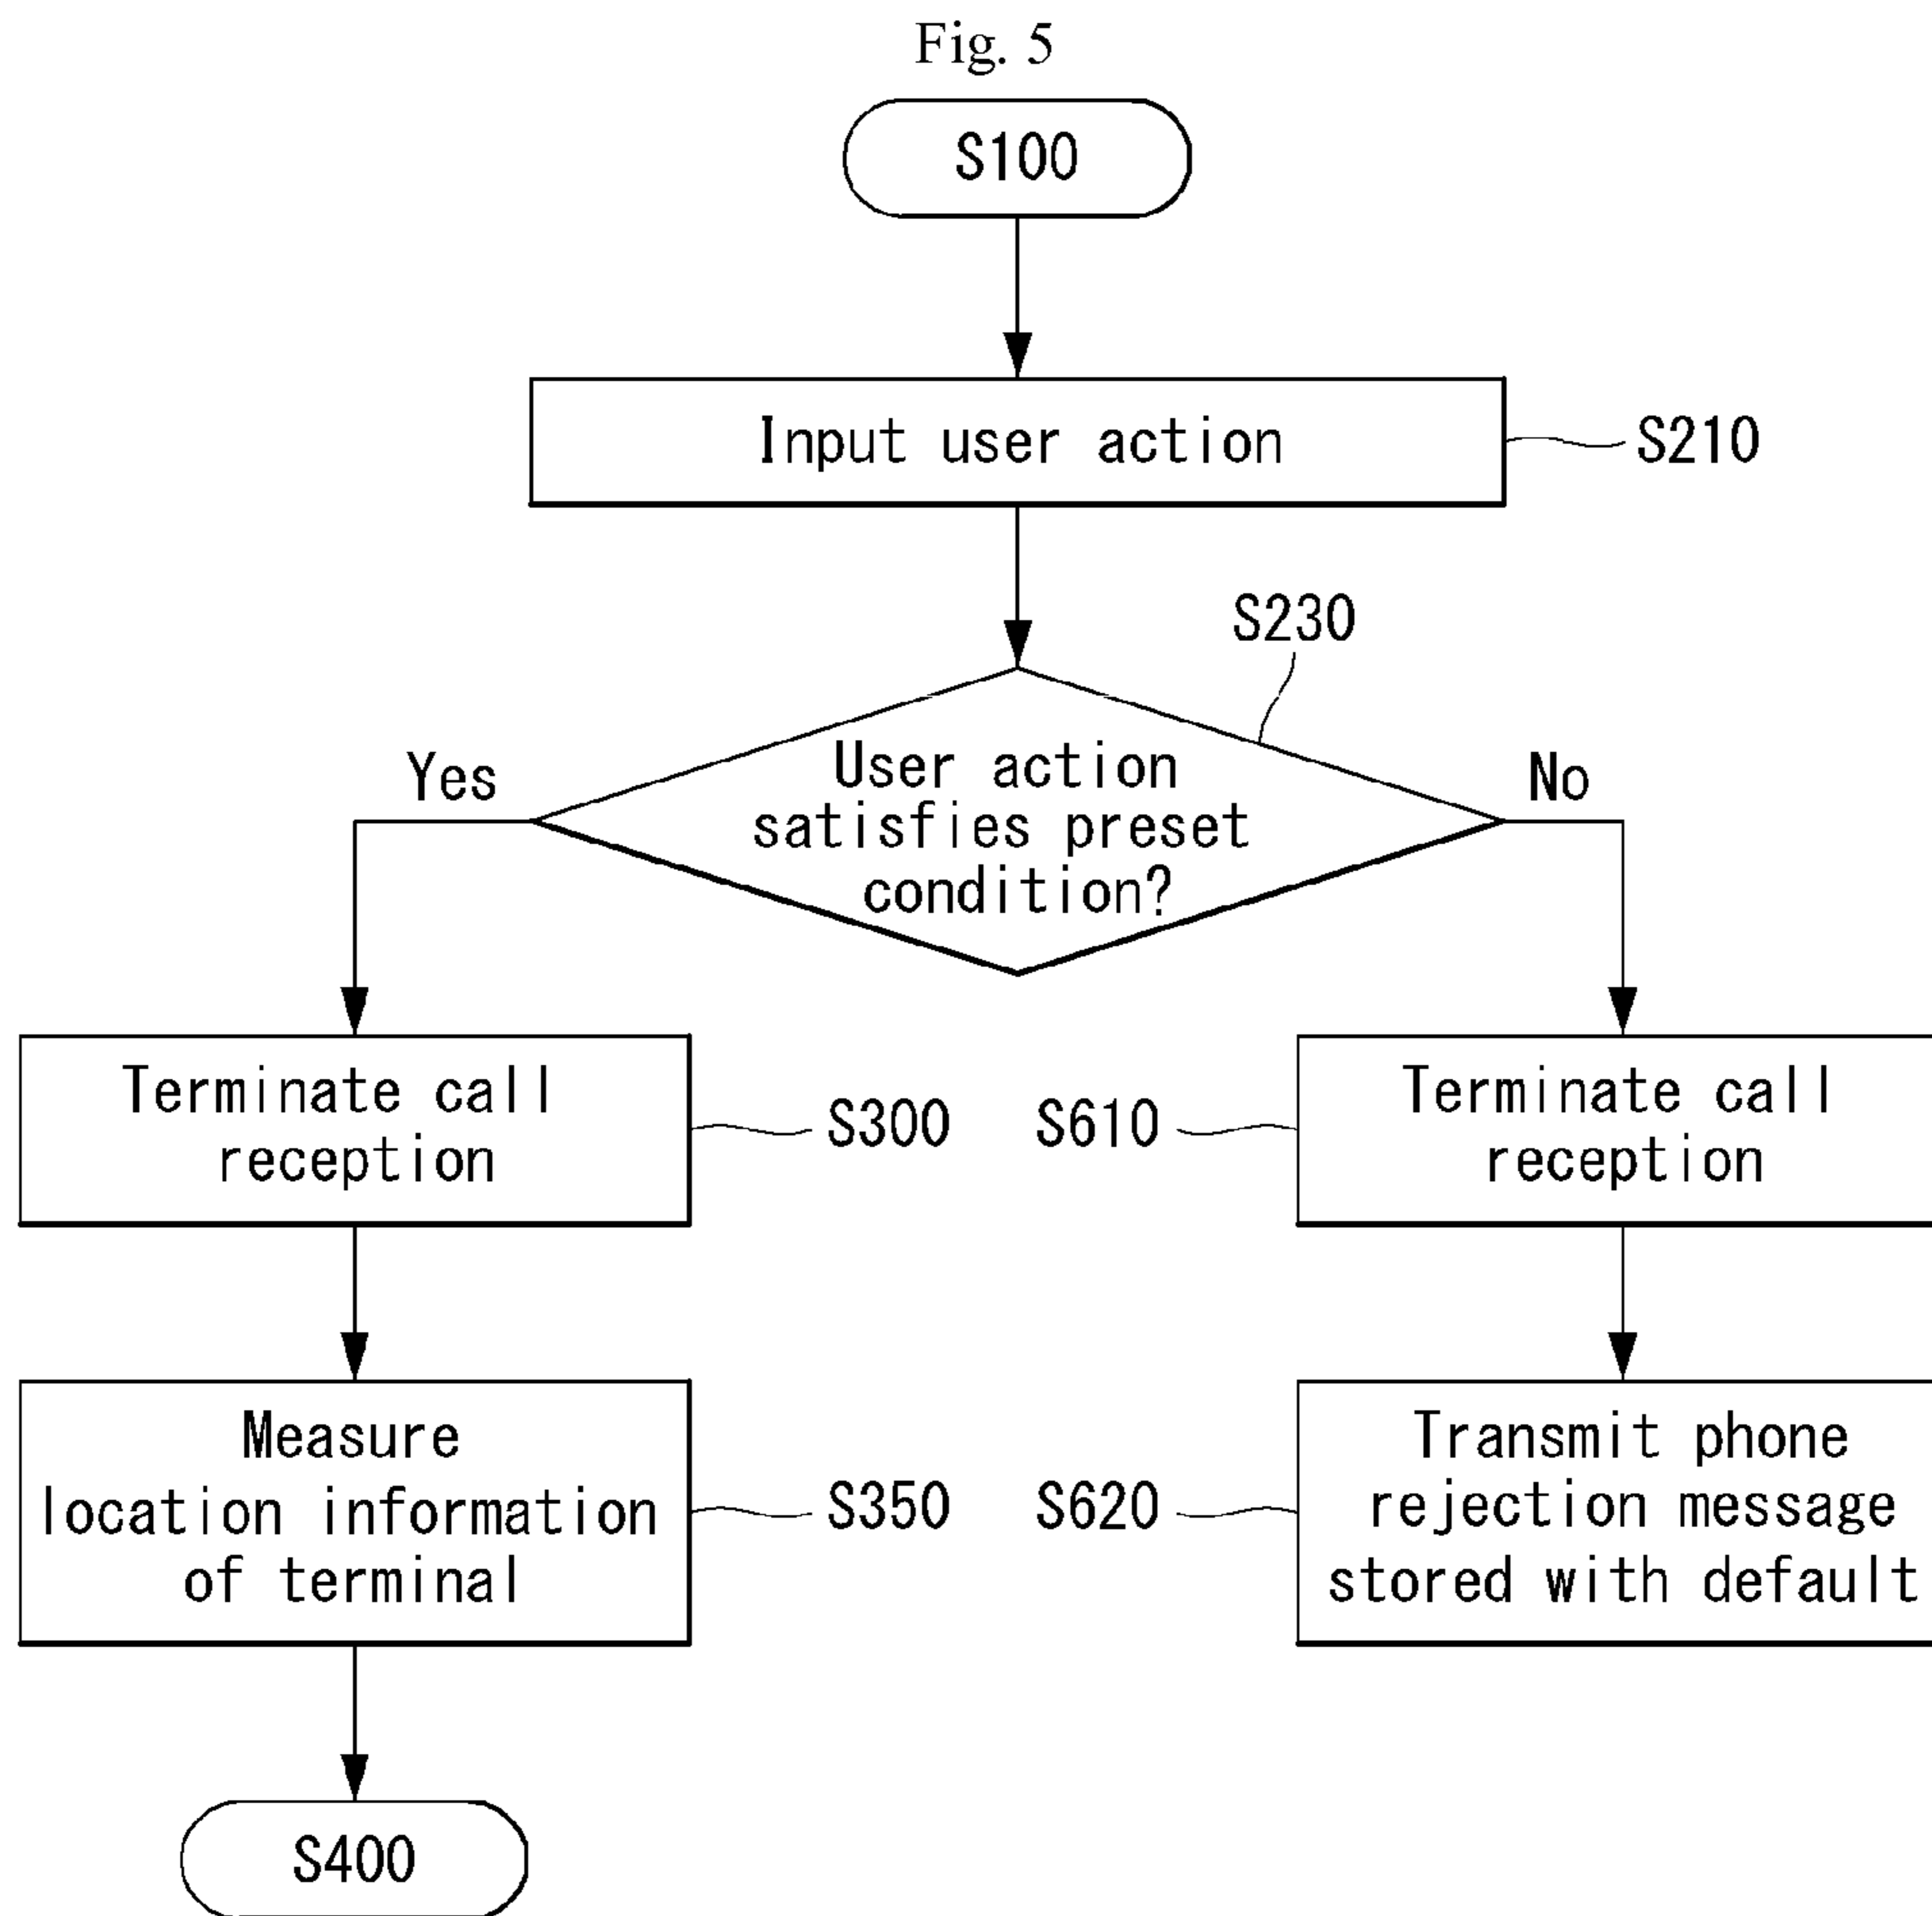 Fig. 5
S100
Input user action
S210
S230
User action
satisfies preset
condition?
Yes
No
Terminate call
reception
S300
S610
Terminate call
reception
Measure
location information
of terminal
S350
S620
Transmit phone
rejection message
stored with default
S400